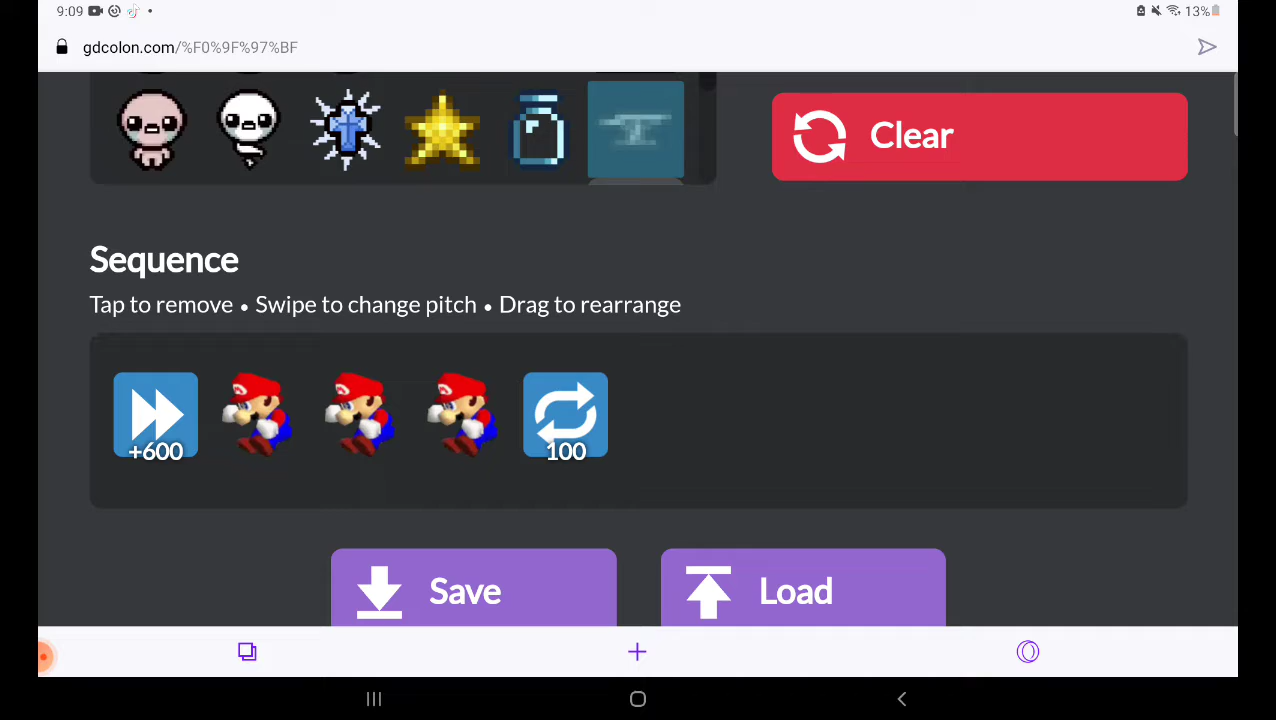 9:09
13%
gdcolon.com/%F0%9F%97%BF
Clear
Sequence
Tap to remove • Swipe to change pitch • Drag to rearrange
+600
100
Save
Load